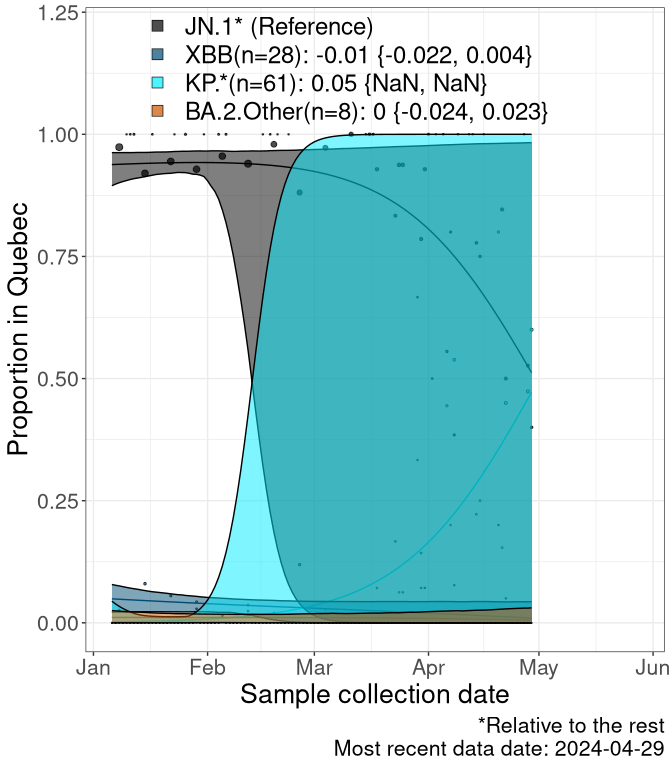 1.25
1.00
0.75
0.50
0.25
0.00
Proportion in Quebec
JN.1* (Reference)
XBB(n=28): -0.01 {-0.022, 0.004}
KP.*(n=61): 0.05 {NaN, NaN}
BA.2.Other(n=8): 0 {-0.024, 0.023}
Jan Feb Mar Apr May Jun
Sample collection date
*Relative to the rest
Most recent data date: 2024-04-29